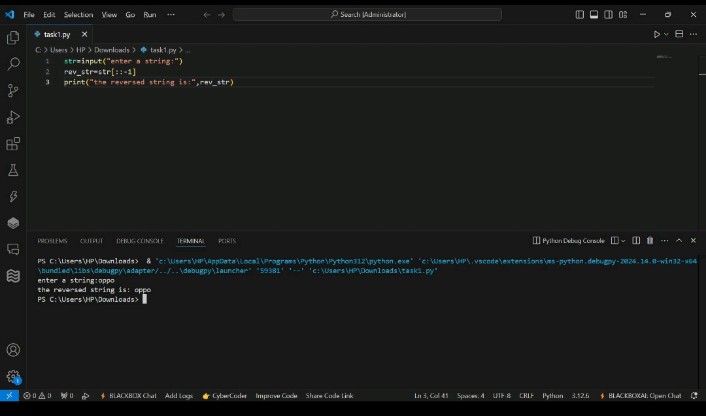 File Edit Selection View Go Run ···
Search [Administrator]
task1.py
C: > Users > HP > Downloads > task1.py > ...
1 str=input("enter a string:")
2 rev_str=str[::-1]
3 print("the reversed string is:",rev_str)
PROBLEMS OUTPUT DEBUG CONSOLE TERMINAL PORTS
Python Debug Console
PS C:\Users\HP\Downloads> & 'c:\Users\HP\AppData\Local\Programs\Python\Python312\python.exe' 'c:\Users\HP\.vscode\extensions\ms-python.debugpy-2024.14.0-win32-x64
\bundled\libs\debugpy\adapter/../..\debugpy\launcher' '59381' '--' 'c:\Users\HP\Downloads\task1.py'
enter a string:oppo
the reversed string is: oppo
PS C:\Users\HP\Downloads>
0 0 0 BLACKBOX Chat Add Logs CyberCoder Improve Code Share Code Link Ln 3, Col 41 Spaces: 4 UTF-8 CRLF Python 3.12.6 BLACKBOXAI: Open Chat